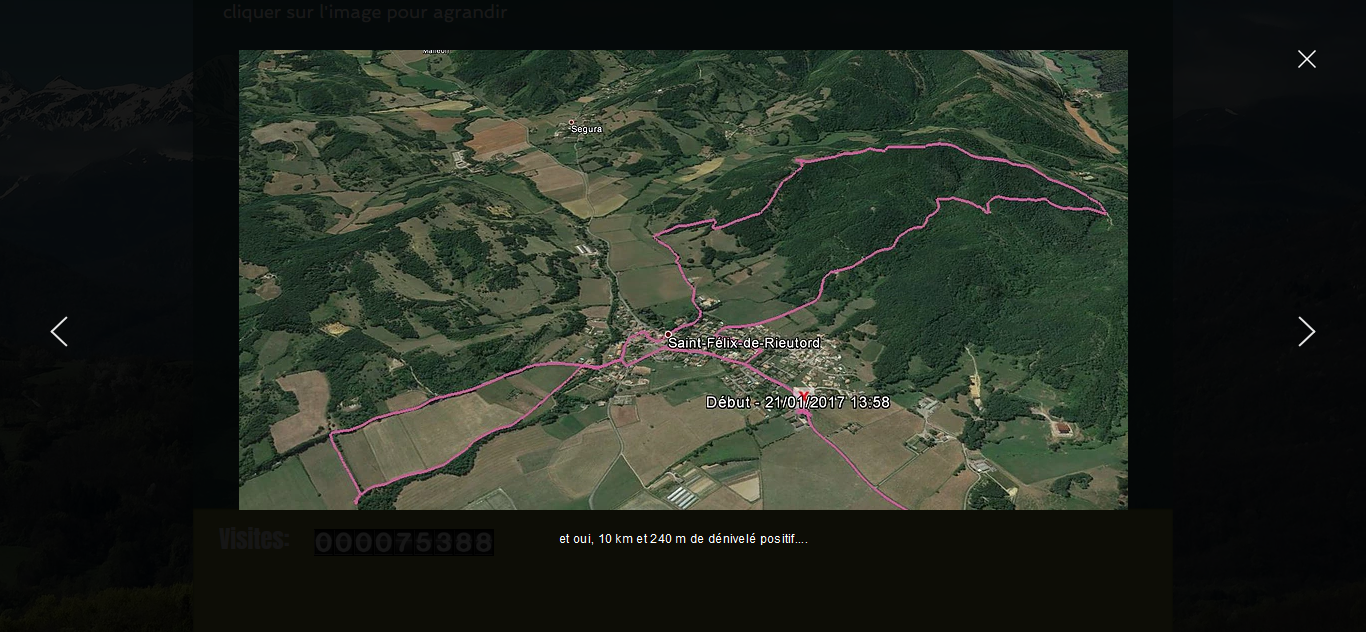 cliquer sur l'image pour agrandir
Segura
Saint-Félix-de-Rieutord
Début - 21/01/2017 13:58
Visites: 000075388
et oui, 10 km et 240 m de dénivelé positif....